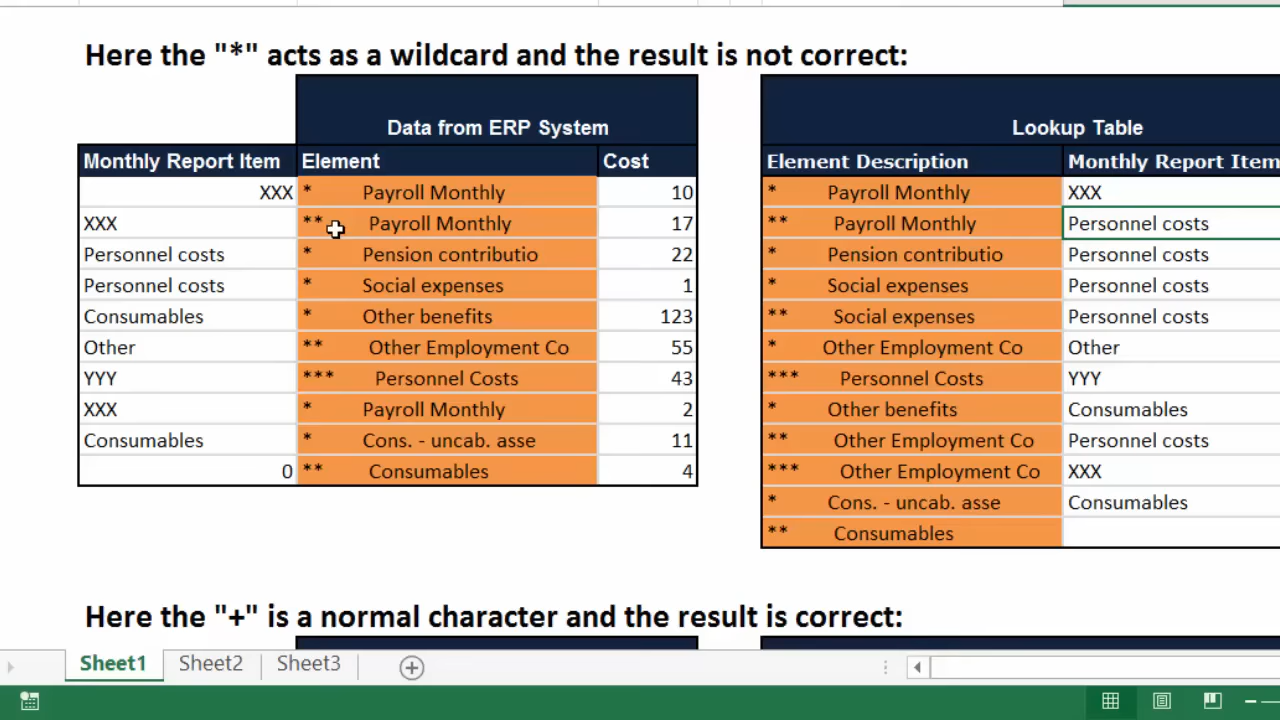 Here the "*" acts as a wildcard and the result is not correct:
Data from ERP System
Lookup Table
Monthly Report Item Element Cost Element Description Monthly Report Item
XXX * Payroll Monthly 10 * Payroll Monthly XXX
XXX ** Payroll Monthly 17 ** Payroll Monthly Personnel costs
Personnel costs * Pension contributio 22 * Pension contributio Personnel costs
Personnel costs * Social expenses 1 * Social expenses Personnel costs
Consumables * Other benefits 123 ** Social expenses Personnel costs
Other ** Other Employment Co 55 * Other Employment Co Other
YYY *** Personnel Costs 43 *** Personnel Costs YYY
XXX * Payroll Monthly 2 * Other benefits Consumables
Consumables * Cons. - uncab. asse 11 ** Other Employment Co Personnel costs
0 ** Consumables 4 *** Other Employment Co XXX
* Cons. - uncab. asse Consumables
** Consumables
Here the "+" is a normal character and the result is correct:
Sheet1 Sheet2 Sheet3